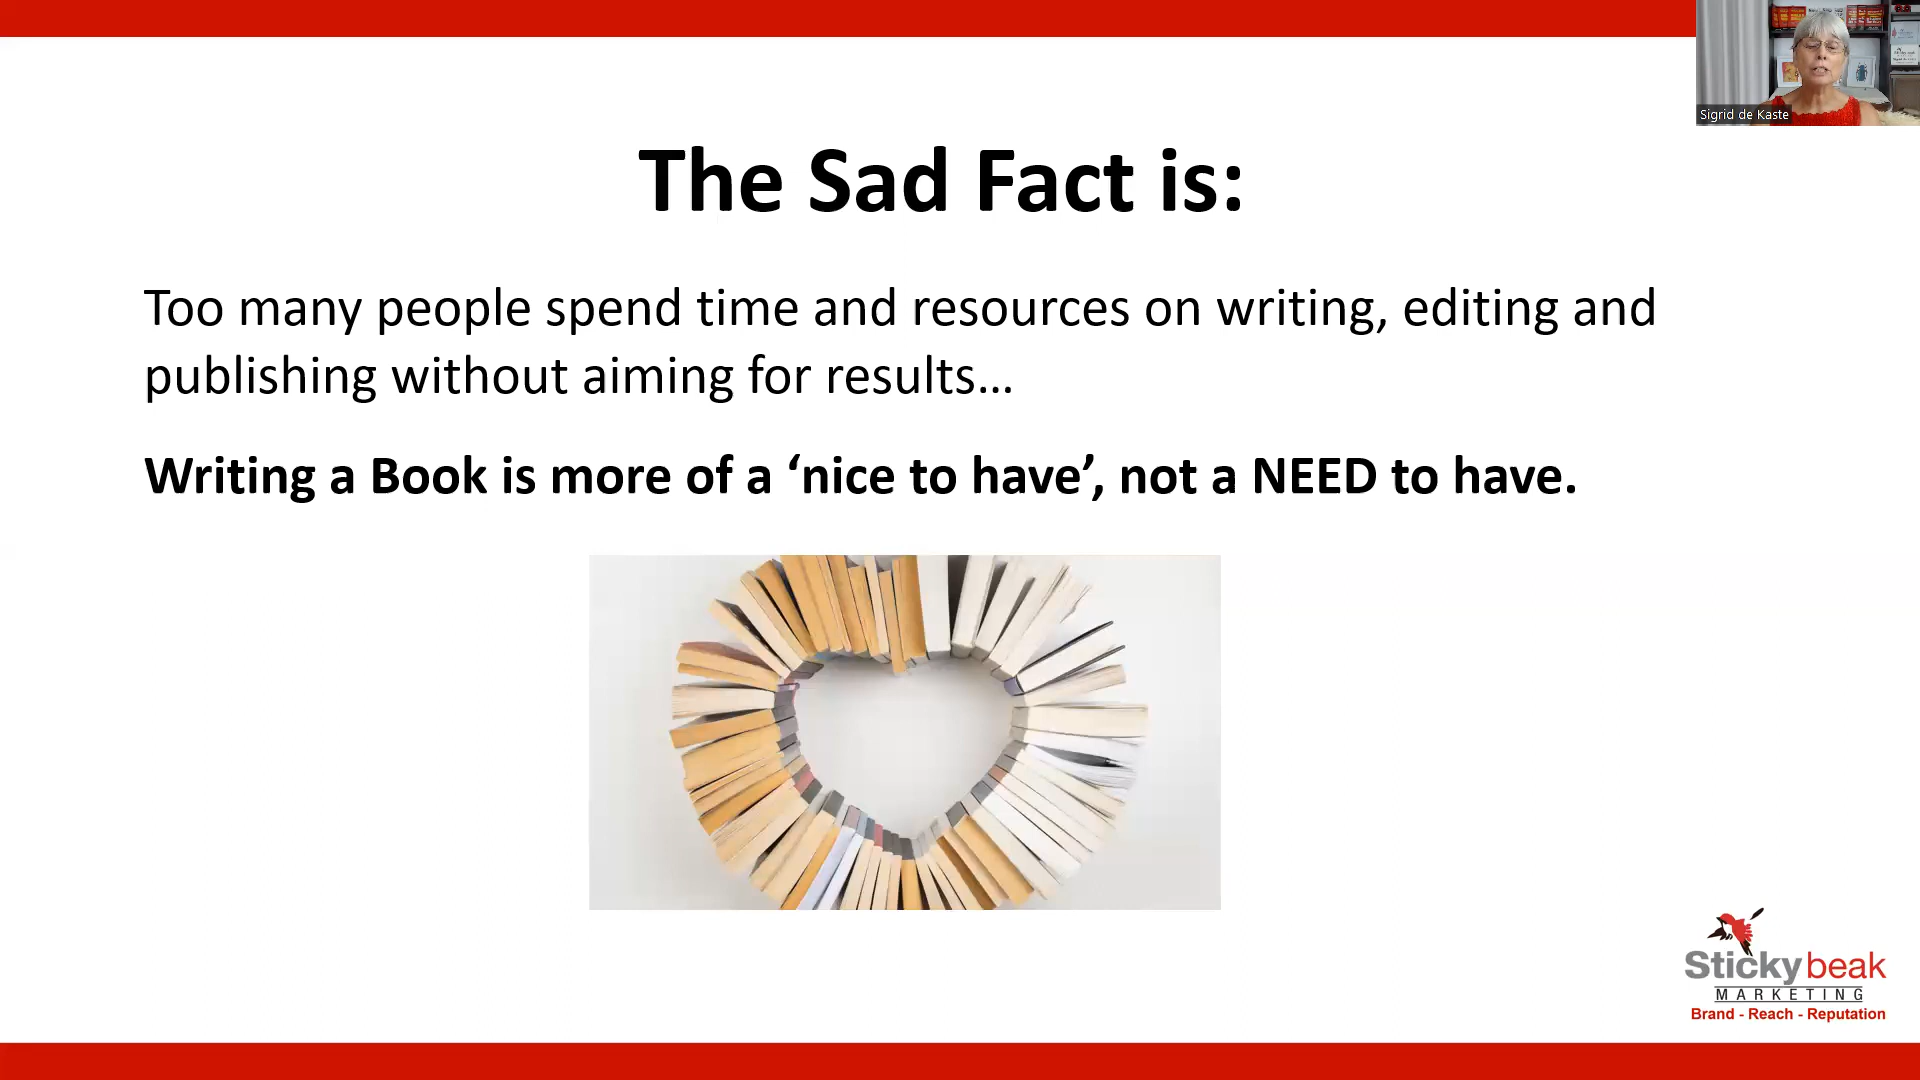 Sigrid de Kaste
The Sad Fact is:
Too many people spend time and resources on writing, editing and
publishing without aiming for results…
Writing a Book is more of a ‘nice to have’, not a NEED to have.
Stickybeak
MARKETING
Brand - Reach - Reputation